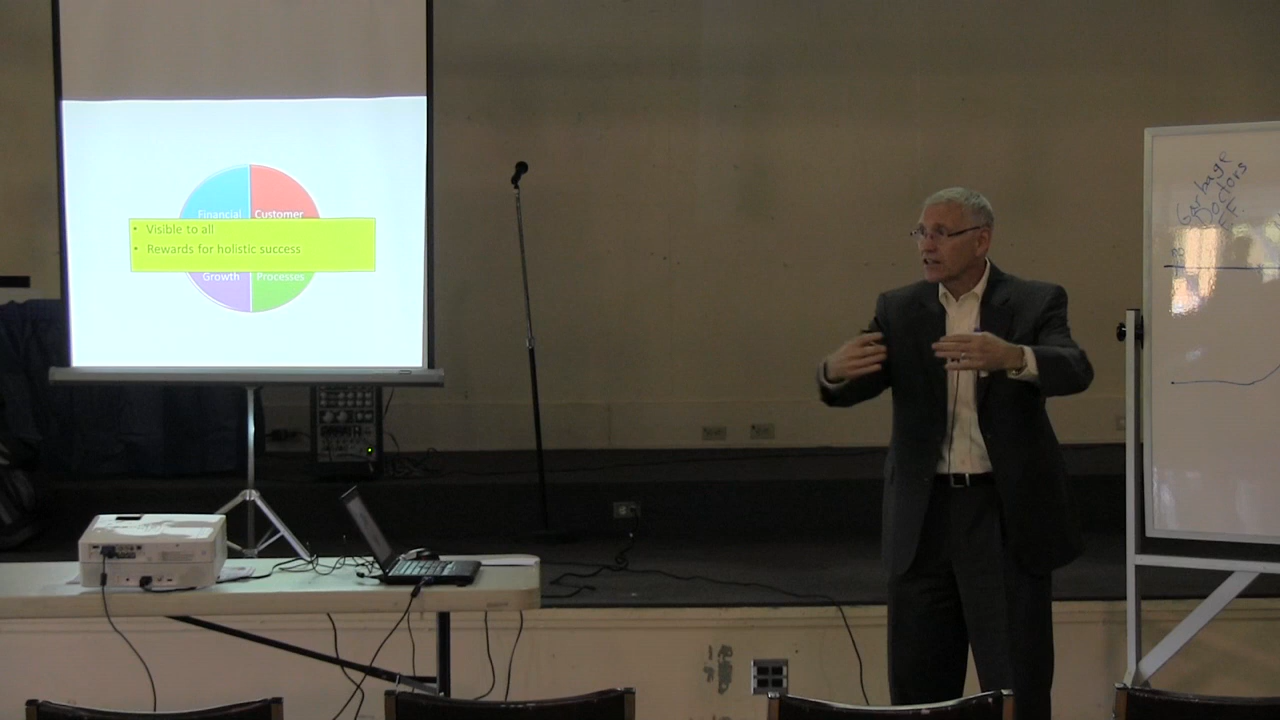 Financial
Customer
• Visible to all
• Rewards for holistic success
Growth
Processes
Garbage
Doctors